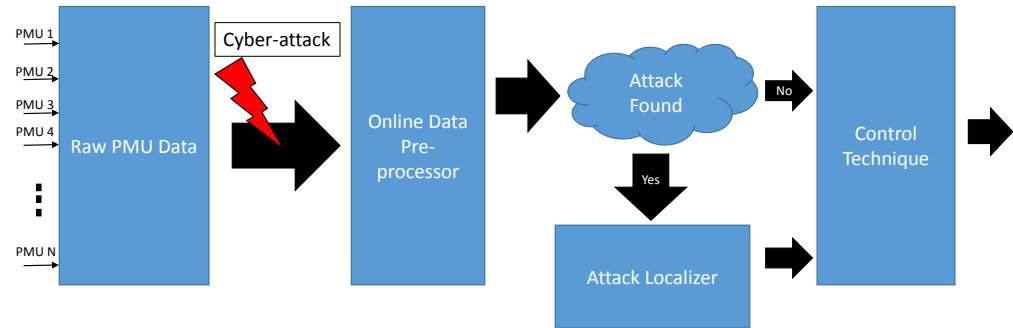 PMU 1
PMU 2
PMU 3
PMU 4
PMU N
Raw PMU Data
Cyber-attack
Online Data
Pre-
processor
Attack
Found
No
Yes
Attack Localizer
Control
Technique